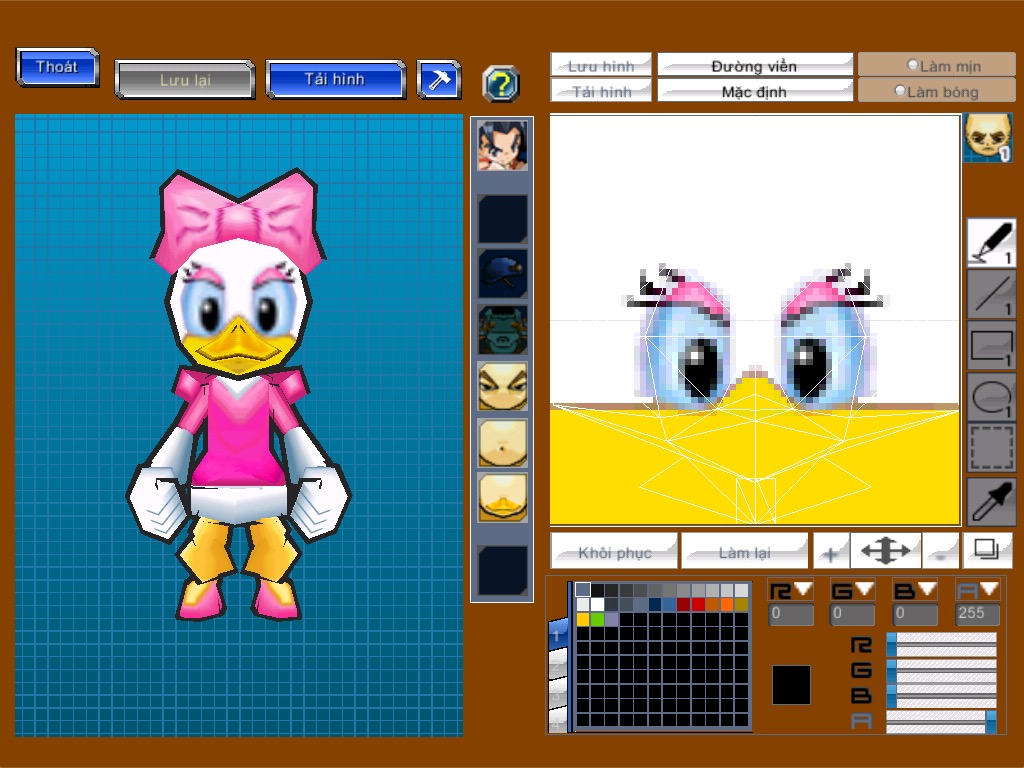 Thoát
Lưu lại
Tải hình
?
Lưu hình
Đường viền
Làm mịn
Tải hình
Mặc định
Làm bóng
1
1
1
1
1
Khôi phục
Làm lại
+
-
R
G
B
A
0
0
0
255
1
R
G
B
A